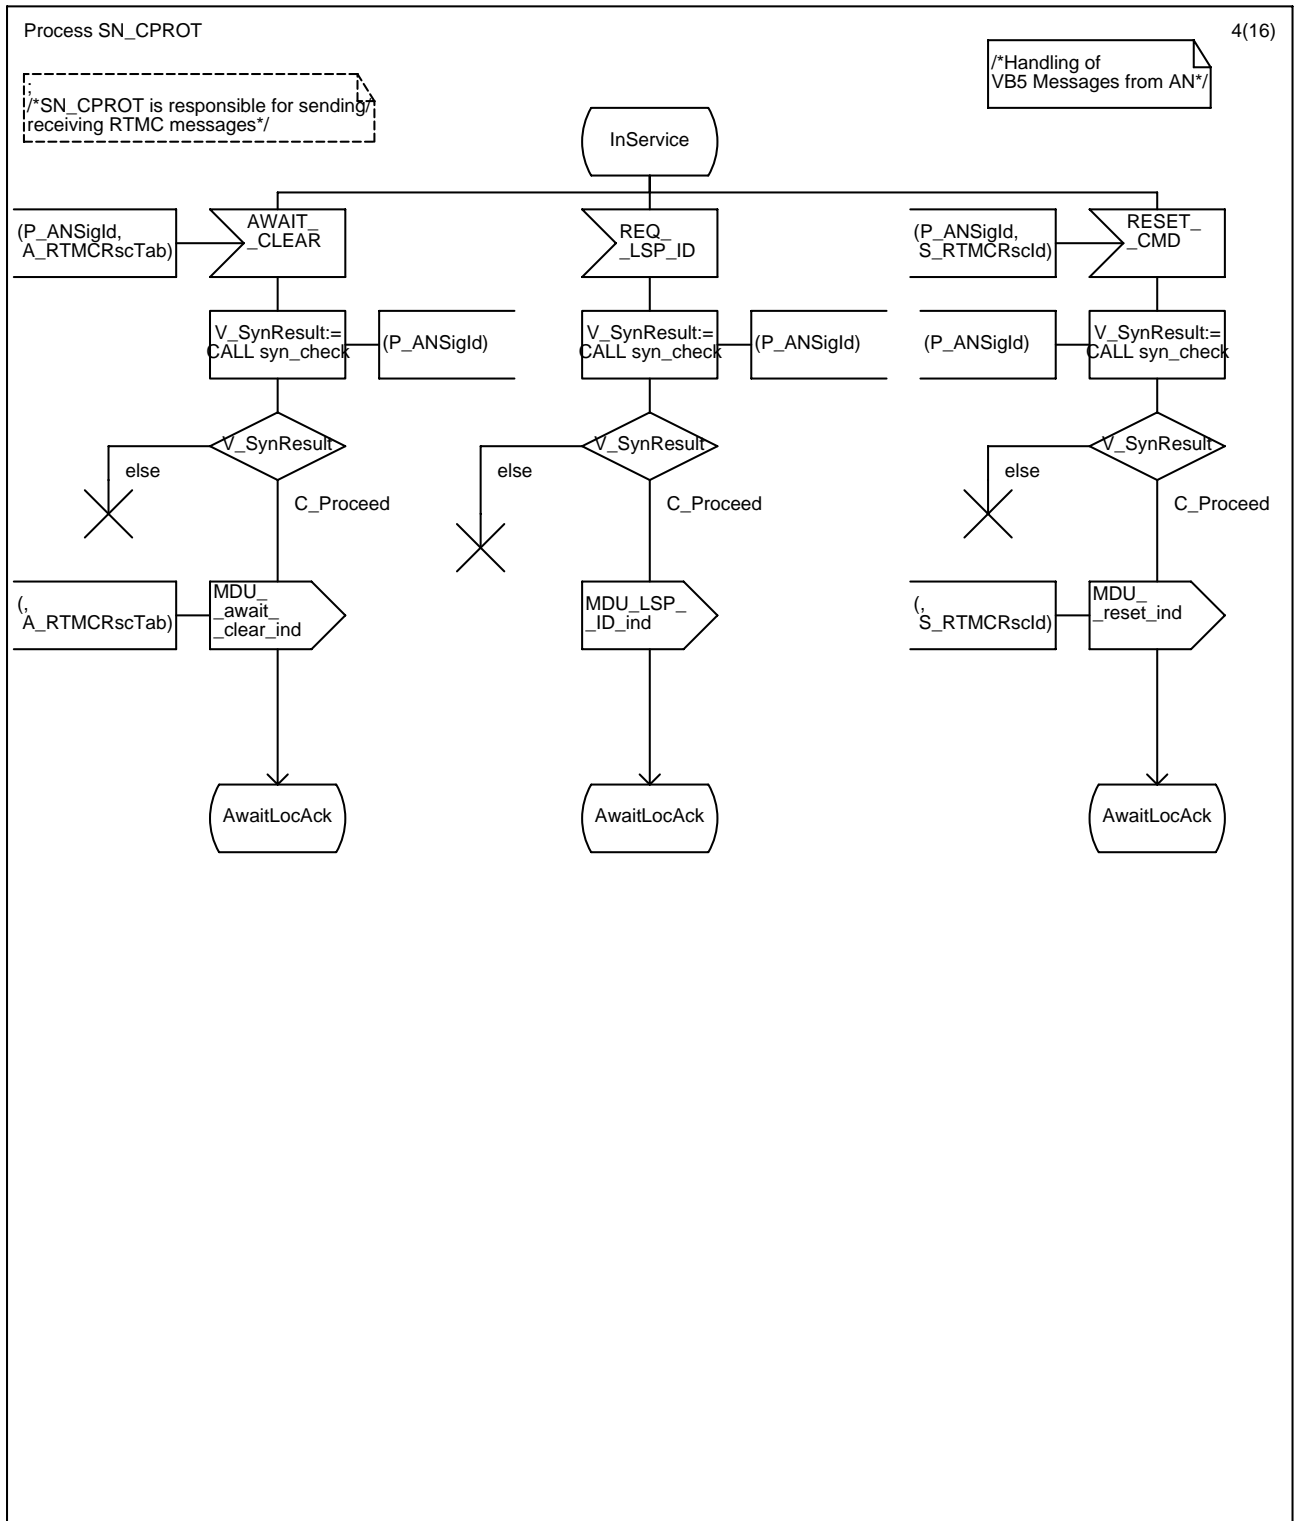 Process SN_CPROT
4(16)
;
/*SN_CPROT is responsible for sending/
receiving RTMC messages*/
/*Handling of
VB5 Messages from AN*/
InService
(P_ANSigId,
A_RTMCRscTab)
AWAIT_
_CLEAR
REQ_
_LSP_ID
(P_ANSigId,
S_RTMCRscId)
RESET_
_CMD
V_SynResult:=
CALL syn_check
(P_ANSigId)
V_SynResult:=
CALL syn_check
(P_ANSigId)
(P_ANSigId)
V_SynResult:=
CALL syn_check
V_SynResult
V_SynResult
V_SynResult
else
else
else
C_Proceed
C_Proceed
C_Proceed
(,
A_RTMCRscTab)
MDU_
_await_
_clear_ind
MDU_LSP_
_ID_ind
(,
S_RTMCRscId)
MDU_
_reset_ind
AwaitLocAck
AwaitLocAck
AwaitLocAck